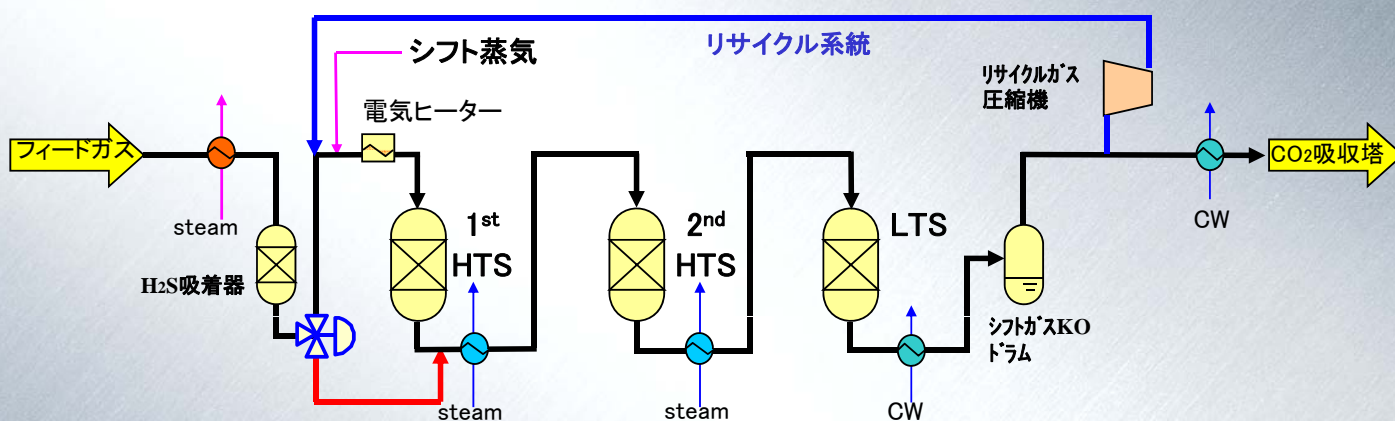 シフト蒸気
リサイクル系統
リサイクルガス
圧縮機
電気ヒーター
フィードガス
CO2吸収塔
steam
1st
HTS
2nd
HTS
LTS
CW
H2S吸着器
シフトガスKO
ドラム
steam
steam
CW